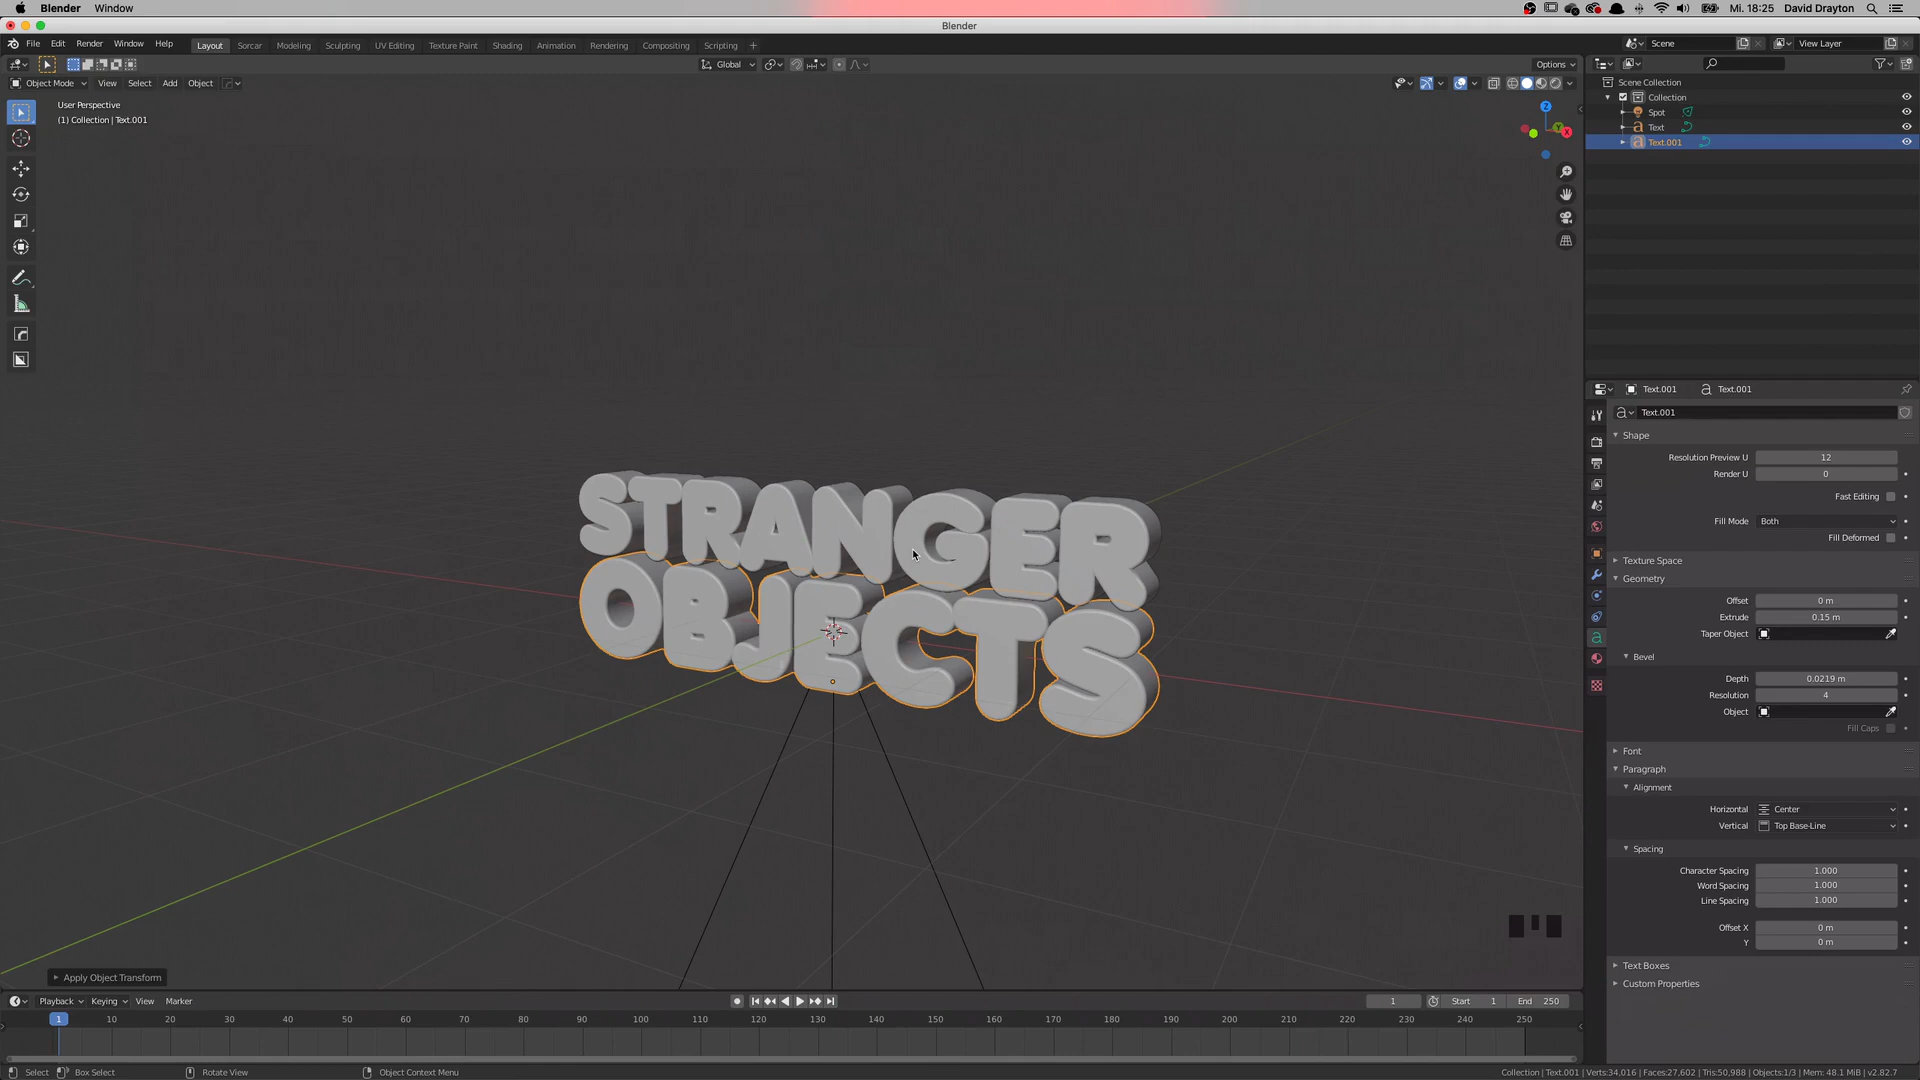 Blender Window Mi. 18:25 David Drayton
Blender
File Edit Render Window Help Layout Sorcar Modeling Sculpting UV Editing Texture Paint Shading Animation Rendering Compositing Scripting + Scene View Layer
Global Options
Object Mode View Select Add Object
User Perspective
(1) Collection | Text.001
Z
Y
X
STRANGER
OBJECTS
Scene Collection
Collection
Spot
Text
Text.001
Text.001 Text.001
Text.001
Shape
Resolution Preview U 12
Render U 0
Fast Editing
Fill Mode Both
Fill Deformed
Texture Space
Geometry
Offset 0 m
Extrude 0.15 m
Taper Object
Bevel
Depth 0.0219 m
Resolution 4
Object
Fill Caps
Font
Paragraph
Alignment
Horizontal Center
Vertical Top Base-Line
Spacing
Character Spacing 1.000
Word Spacing 1.000
Line Spacing 1.000
Offset X 0 m
Y 0 m
Text Boxes
Custom Properties
Apply Object Transform
Playback Keying View Marker 1 Start 1 End 250
1 10 20 30 40 50 60 70 80 90 100 110 120 130 140 150 160 170 180 190 200 210 220 230 240 250
Select Box Select Rotate View Object Context Menu Collection | Text.001 | Verts:34,016 | Faces:27,602 | Tris:50,988 | Objects:1/3 | Mem: 48.1 MiB | v2.82.7